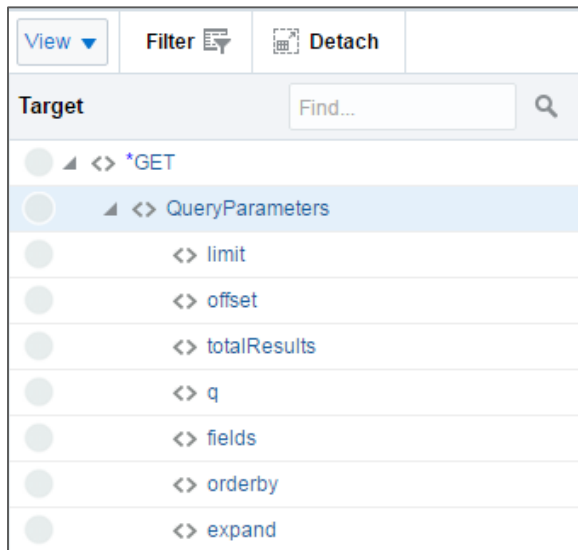 View Filter Detach
Target Find...
<> *GET
<> QueryParameters
<> limit
<> offset
<> totalResults
<> q
<> fields
<> orderby
<> expand